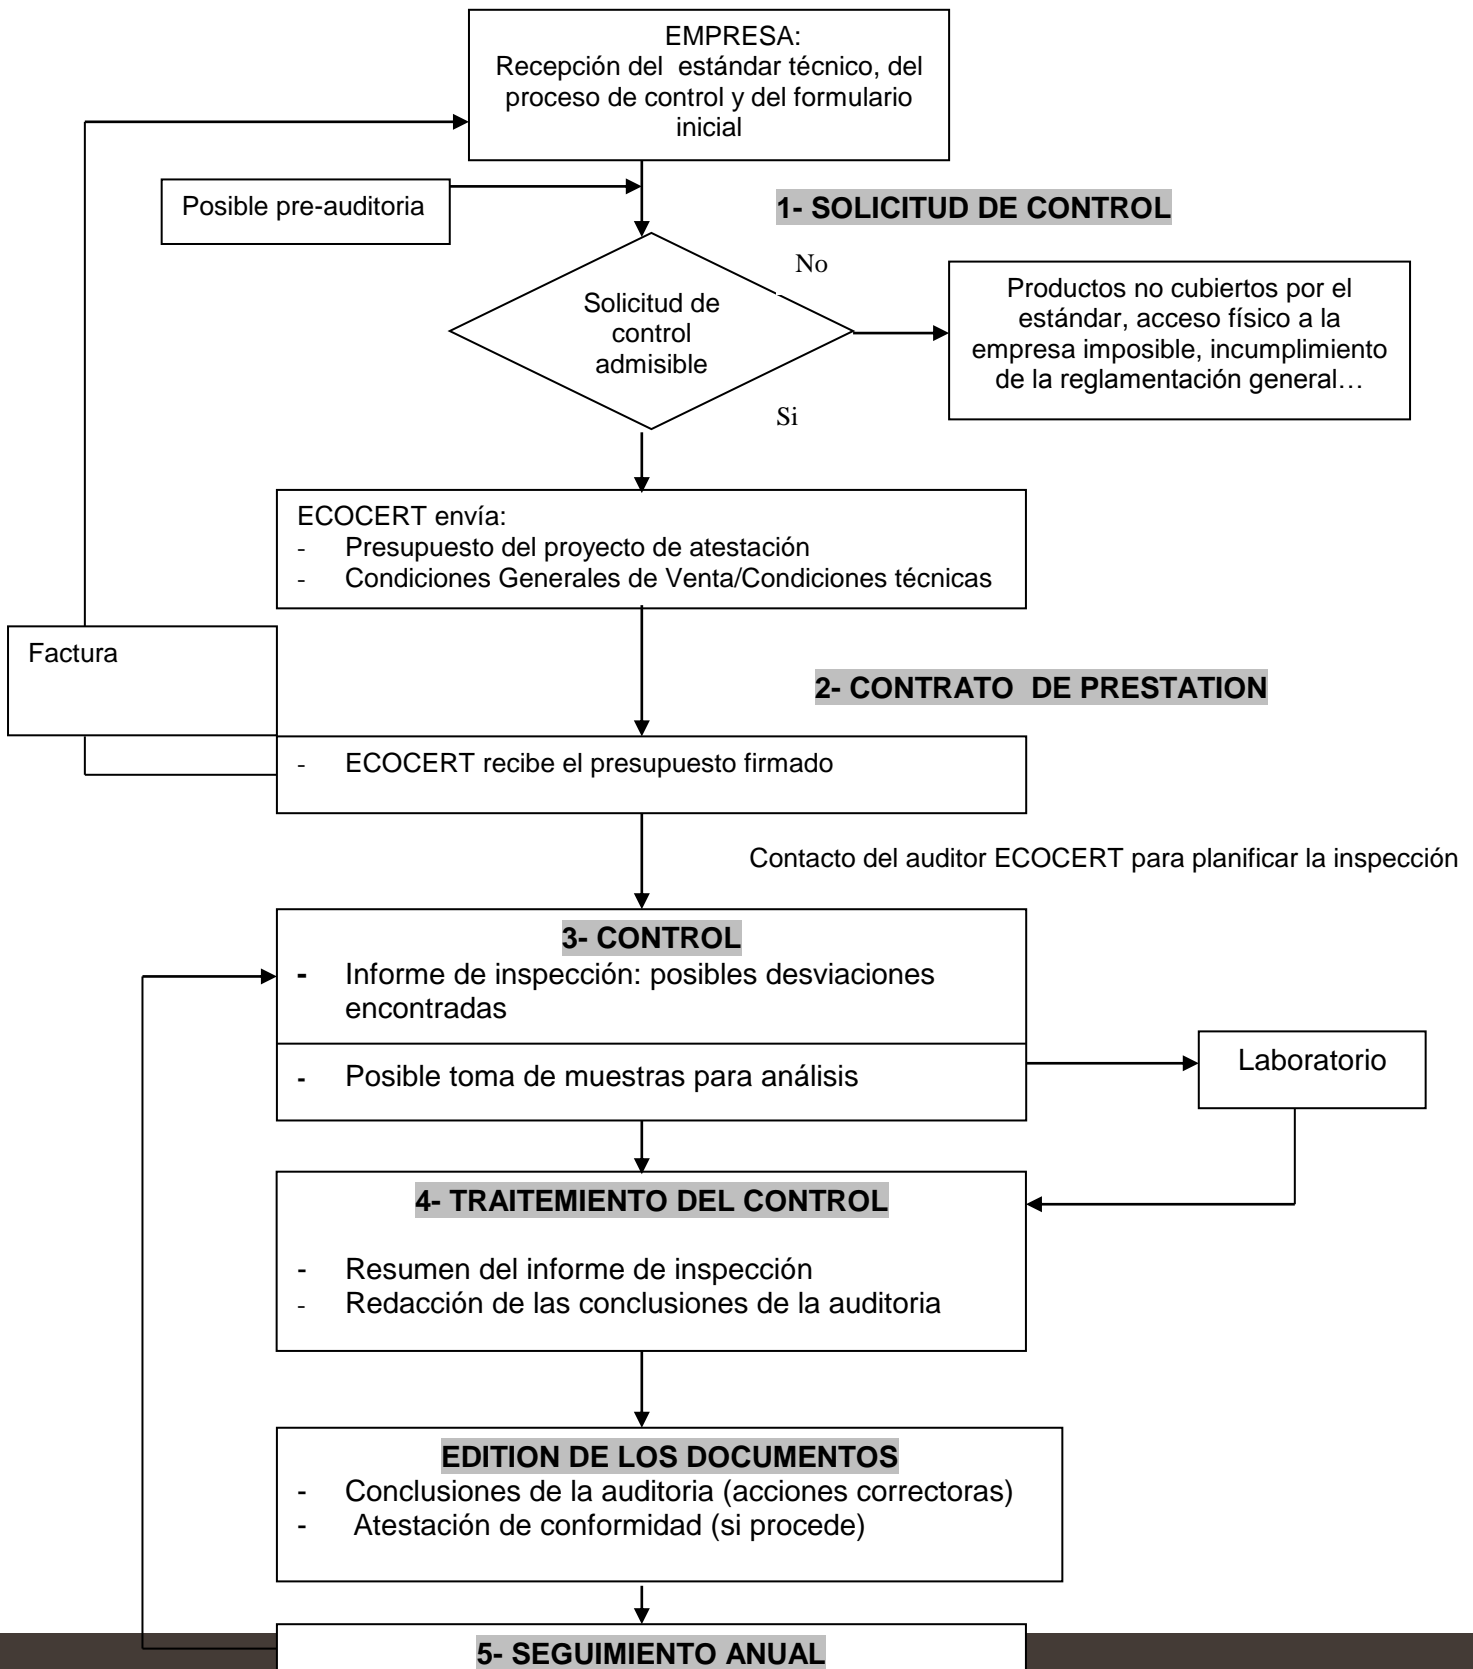 EMPRESA:
Recepción del estándar técnico, del
proceso de control y del formulario
inicial
Posible pre-auditoria
1- SOLICITUD DE CONTROL
No
Solicitud de
control
admisible
Productos no cubiertos por el
estándar, acceso físico a la
empresa imposible, incumplimiento
de la reglamentación general…
Si
ECOCERT envía:
- Presupuesto del proyecto de atestación
- Condiciones Generales de Venta/Condiciones técnicas
Factura
2- CONTRATO DE PRESTATION
- ECOCERT recibe el presupuesto firmado
Contacto del auditor ECOCERT para planificar la inspección
3- CONTROL
- Informe de inspección: posibles desviaciones
encontradas
- Posible toma de muestras para análisis
Laboratorio
4- TRAITEMIENTO DEL CONTROL
- Resumen del informe de inspección
- Redacción de las conclusiones de la auditoria
EDITION DE LOS DOCUMENTOS
- Conclusiones de la auditoria (acciones correctoras)
- Atestación de conformidad (si procede)
5- SEGUIMIENTO ANUAL